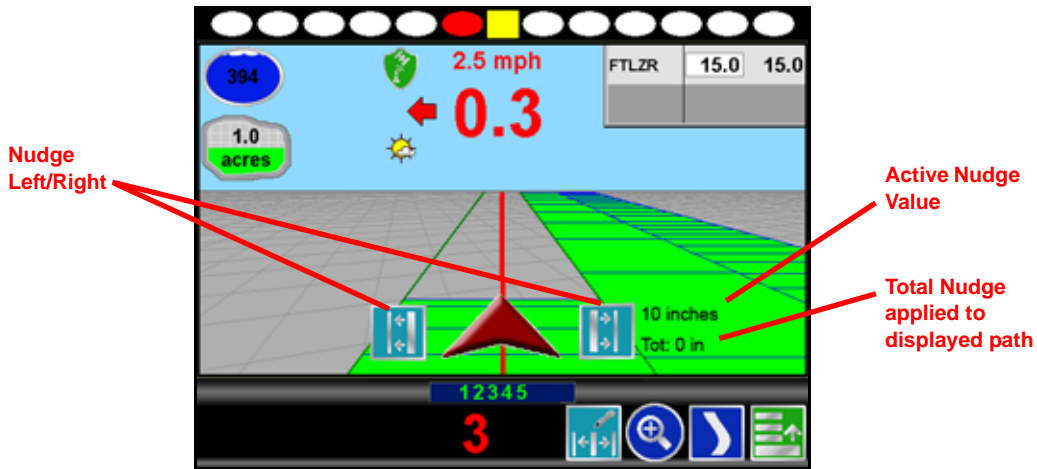 394
2.5 mph
FTLZR 15.0 15.0
0.3
1.0
acres
Nudge
Left/Right
Active Nudge
Value
10 inches
Total Nudge
applied to
displayed path
Tot: 0 in
12345
3